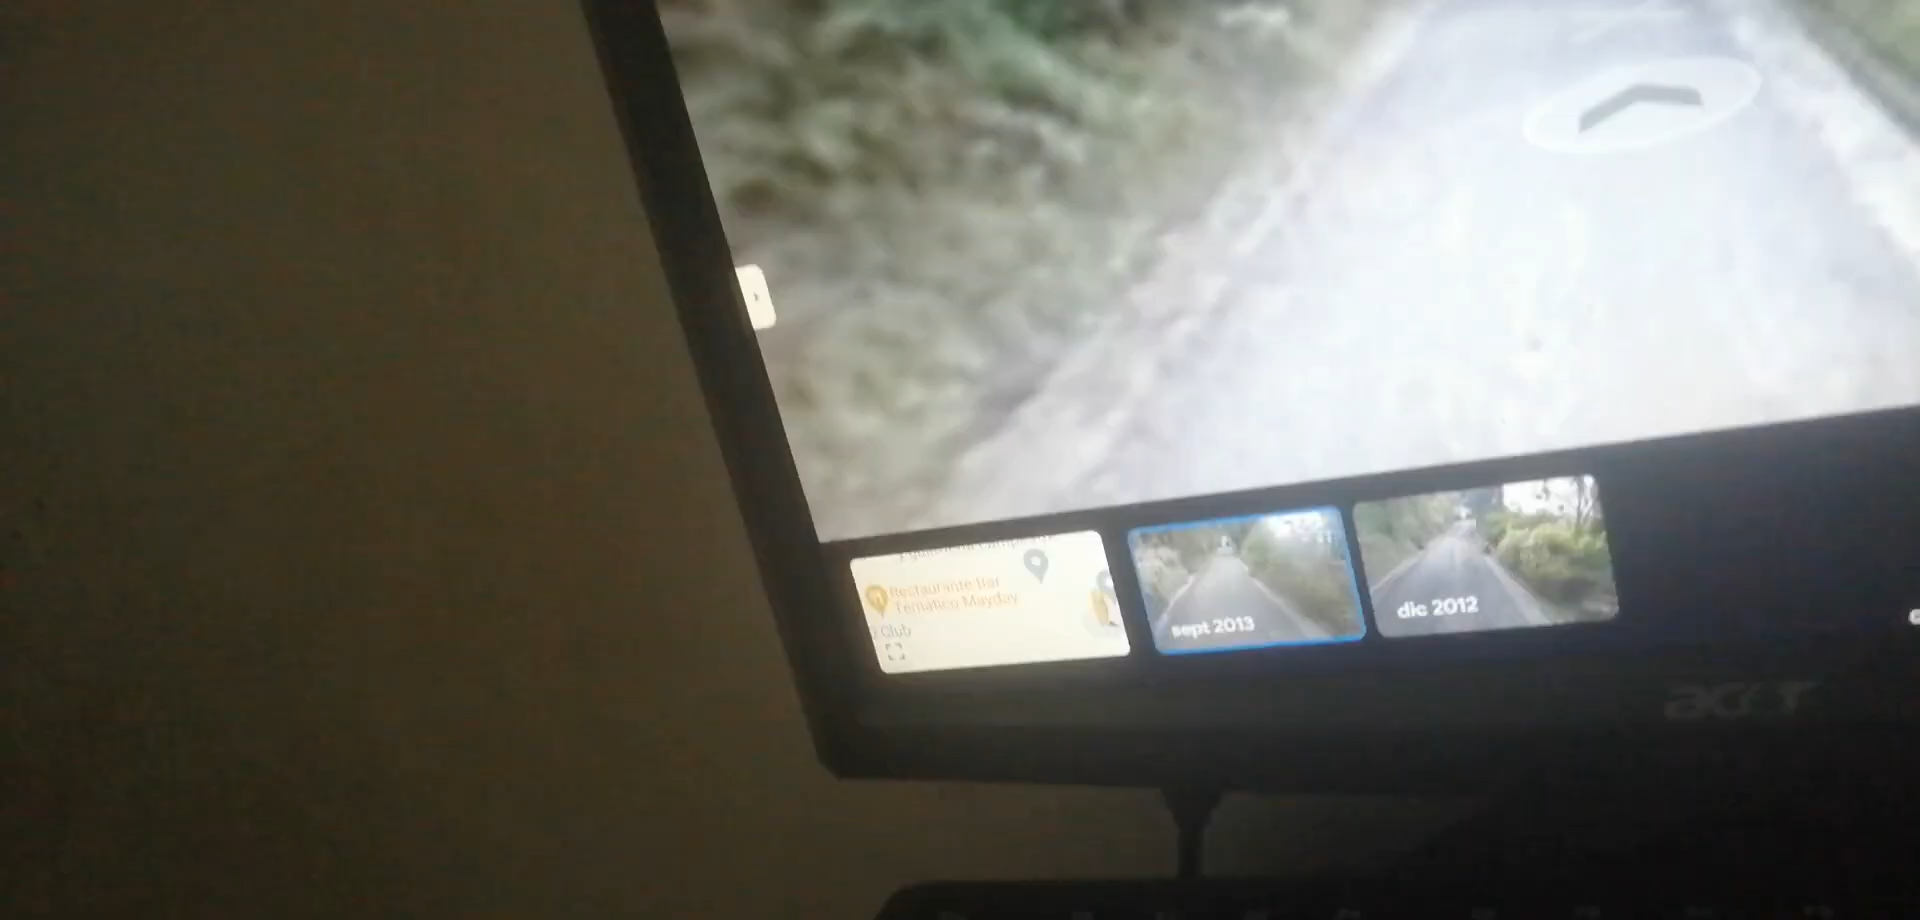 Restaurante Bar
Temático Mayday
Club
sept 2013
dic 2012
acer